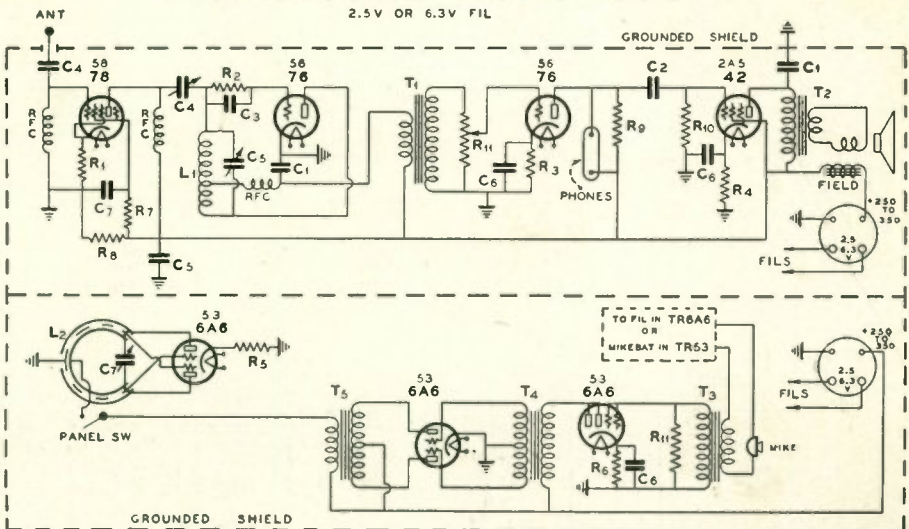 2.5V OR 6.3V FIL
ANT
GROUNDED SHIELD
C4
58
78
C4
R2
56
76
C3
T1
56
76
C2
2A5
42
C1
T2
RFC
RFC
R1
C5
L1
C1
RFC
R11
C6
R3
PHONES
R9
R10
C6
R4
FIELD
C7
R7
R8
C5
+250
TO
350
2.5
6.3
V
FILS
L2
C7
53
6A6
R5
PANEL SW
T5
53
6A6
T4
53
6A6
R6
C6
R11
T3
TO FIL IN TR6A6
OR
MIKEBAT IN TR53
MIKE
+250
TO
350
2.5
6.3
V
FILS
GROUNDED SHIELD